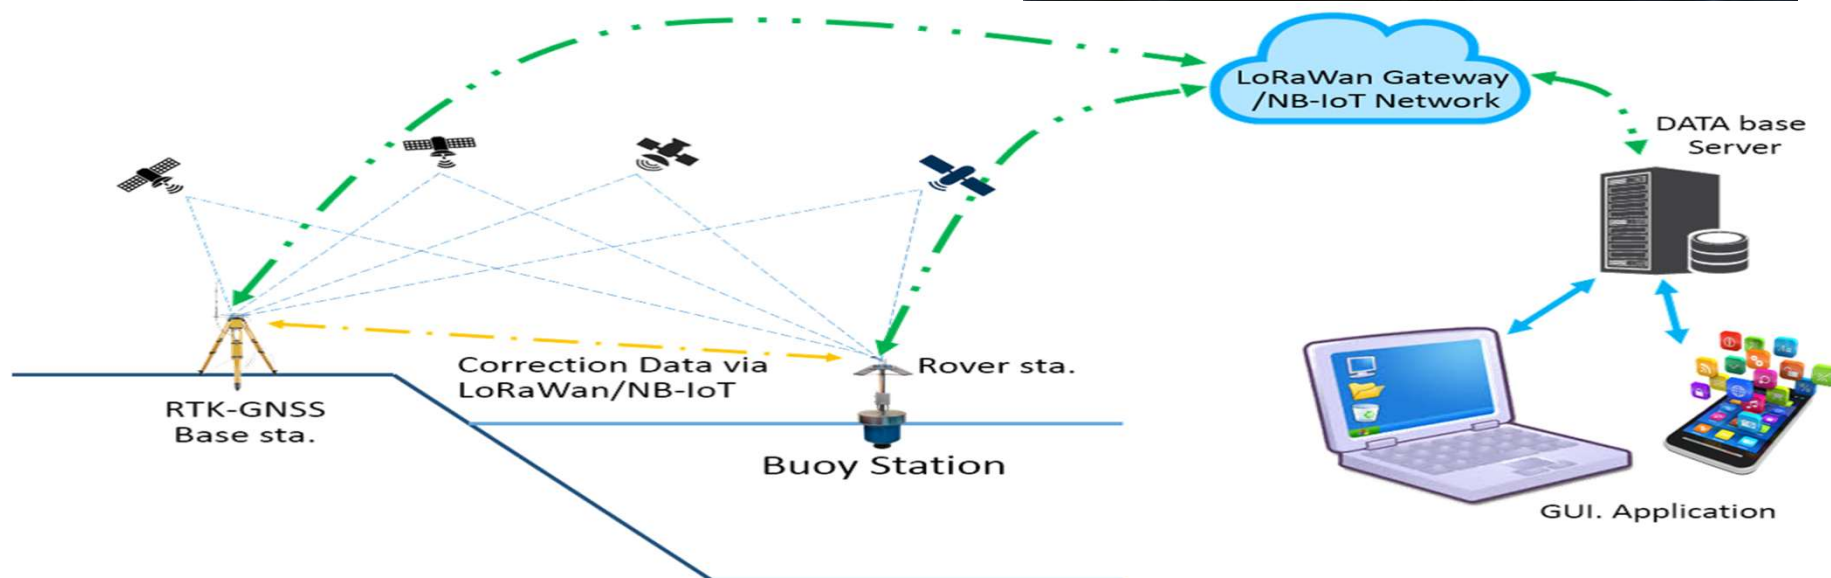 LoRaWan Gateway
/NB-IoT Network
DATA base
Server
Correction Data via
LoRaWan/NB-IoT
Rover sta.
RTK-GNSS
Base sta.
Buoy Station
GUI. Application